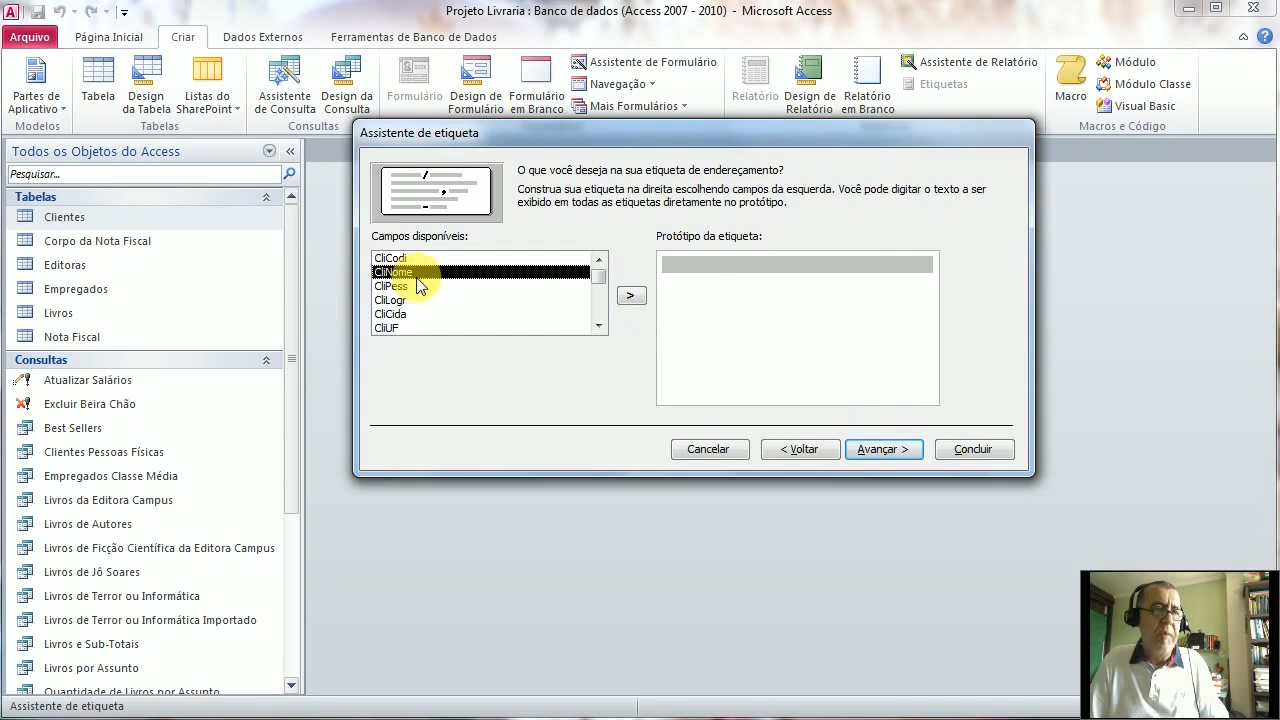 Projeto Livraria : Banco de dados (Access 2007 - 2010) - Microsoft Access
Arquivo
Página Inicial
Criar
Dados Externos
Ferramentas de Banco de Dados
Partes de Aplicativo
Tabela
Design da Tabela
Listas do SharePoint
Assistente de Consulta
Design da Consulta
Formulário
Design de Formulário
Formulário em Branco
Assistente de Formulário
Navegação
Mais Formulários
Relatório
Design de Relatório
Relatório em Branco
Assistente de Relatório
Etiquetas
Macro
Módulo
Módulo Classe
Visual Basic
Modelos
Tabelas
Consultas
Macros e Código
Todos os Objetos do Access
Pesquisar...
Tabelas
Clientes
Corpo da Nota Fiscal
Editoras
Empregados
Livros
Nota Fiscal
Consultas
Atualizar Salários
Excluir Beira Chão
Best Sellers
Clientes Pessoas Físicas
Empregados Classe Média
Livros da Editora Campus
Livros de Autores
Livros de Ficção Científica da Editora Campus
Livros de Jô Soares
Livros de Terror ou Informática
Livros de Terror ou Informática Importado
Livros e Sub-Totais
Livros por Assunto
Quantidade de Livros por Assunto
Assistente de etiqueta
O que você deseja na sua etiqueta de endereçamento?
Construa sua etiqueta na direita escolhendo campos da esquerda. Você pode digitar o texto a ser
exibido em todas as etiquetas diretamente no protótipo.
Campos disponíveis:
Protótipo da etiqueta:
CliCodi
CliNome
CliPess
CliLogr
CliCida
CliUF
>
Cancelar
< Voltar
Avançar >
Concluir
Assistente de etiqueta